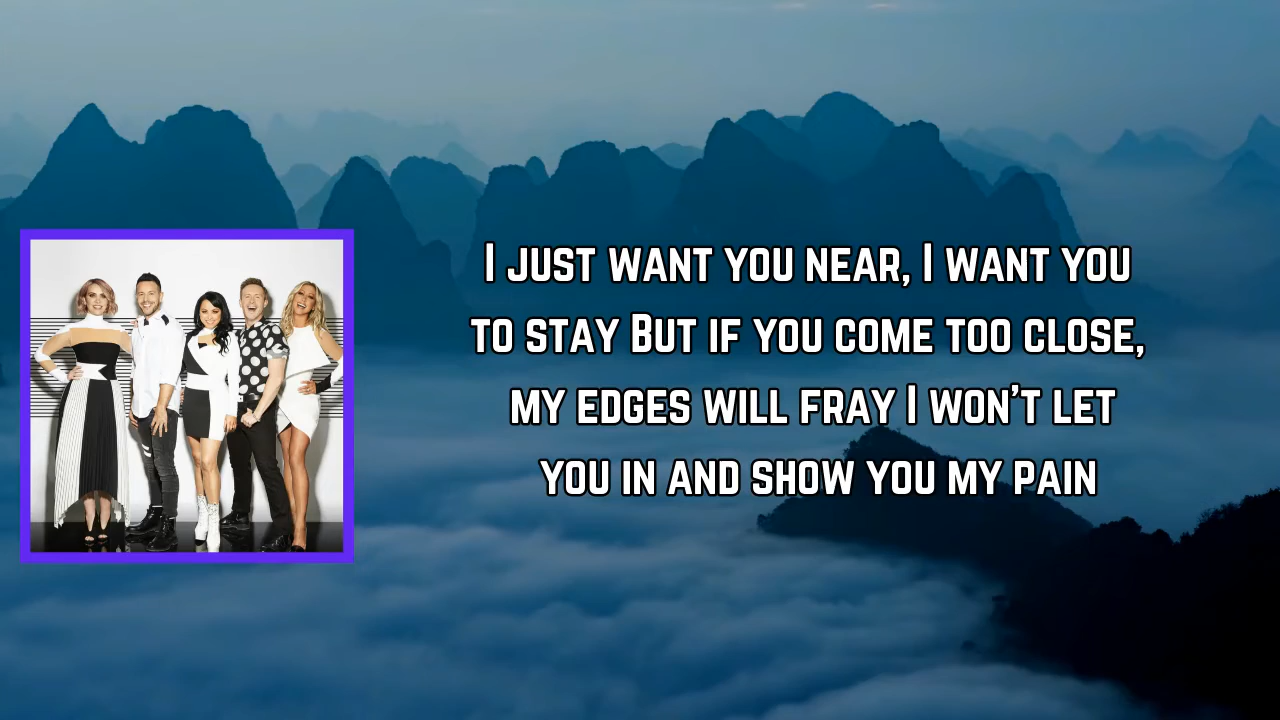 I JUST WANT YOU NEAR, I WANT YOU
TO STAY BUT IF YOU COME TOO CLOSE,
MY EDGES WILL FRAY I WON'T LET
YOU IN AND SHOW YOU MY PAIN